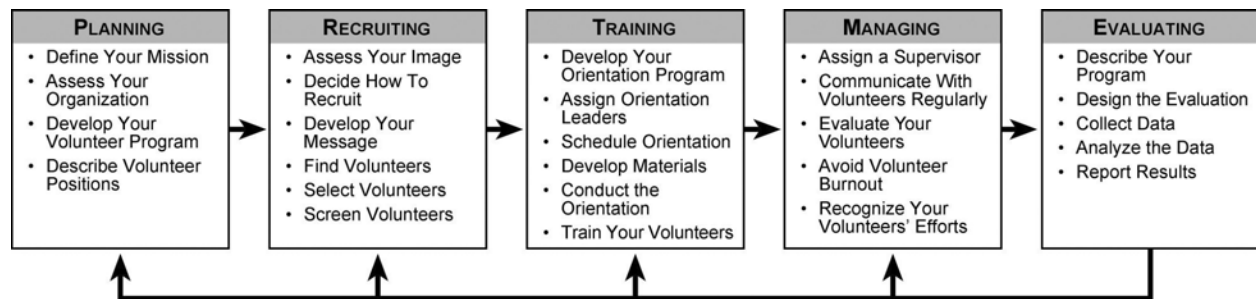 PLANNING
• Define Your Mission
• Assess Your
Organization
• Develop Your
Volunteer Program
• Describe Volunteer
Positions
RECRUITING
• Assess Your Image
• Decide How To
Recruit
• Develop Your
Message
• Find Volunteers
• Select Volunteers
• Screen Volunteers
TRAINING
• Develop Your
Orientation Program
• Assign Orientation
Leaders
• Schedule Orientation
• Develop Materials
• Conduct the
Orientation
• Train Your Volunteers
MANAGING
• Assign a Supervisor
• Communicate With
Volunteers Regularly
• Evaluate Your
Volunteers
• Avoid Volunteer
Burnout
• Recognize Your
Volunteers' Efforts
EVALUATING
• Describe Your
Program
• Design the Evaluation
• Collect Data
• Analyze the Data
• Report Results